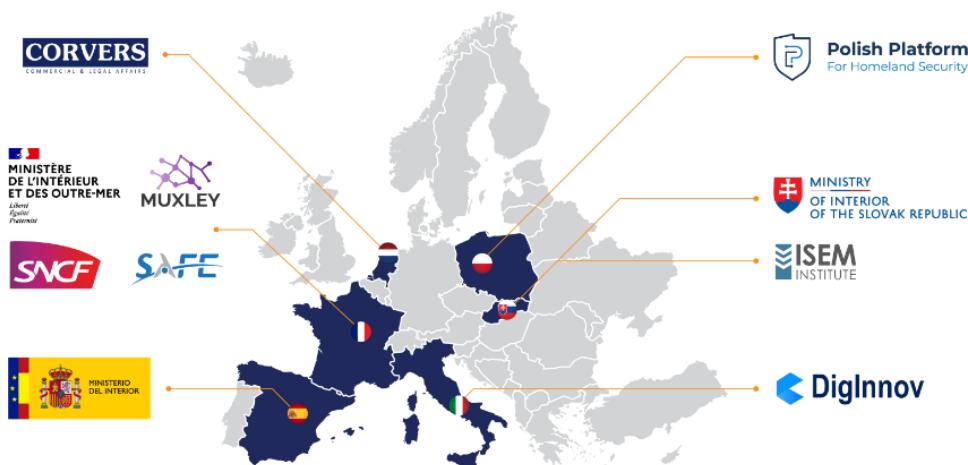 CORVERS
COMMERCIAL & LEGAL AFFAIRS
MINISTÈRE
DE L'INTÉRIEUR
ET DES OUTRE-MER
Liberté
Égalité
Fraternité
MUXLEY
SNCF
SAFE
MINISTERIO
DEL INTERIOR
Polish Platform
For Homeland Security
MINISTRY
OF INTERIOR
OF THE SLOVAK REPUBLIC
ISEM
INSTITUTE
DigInnov